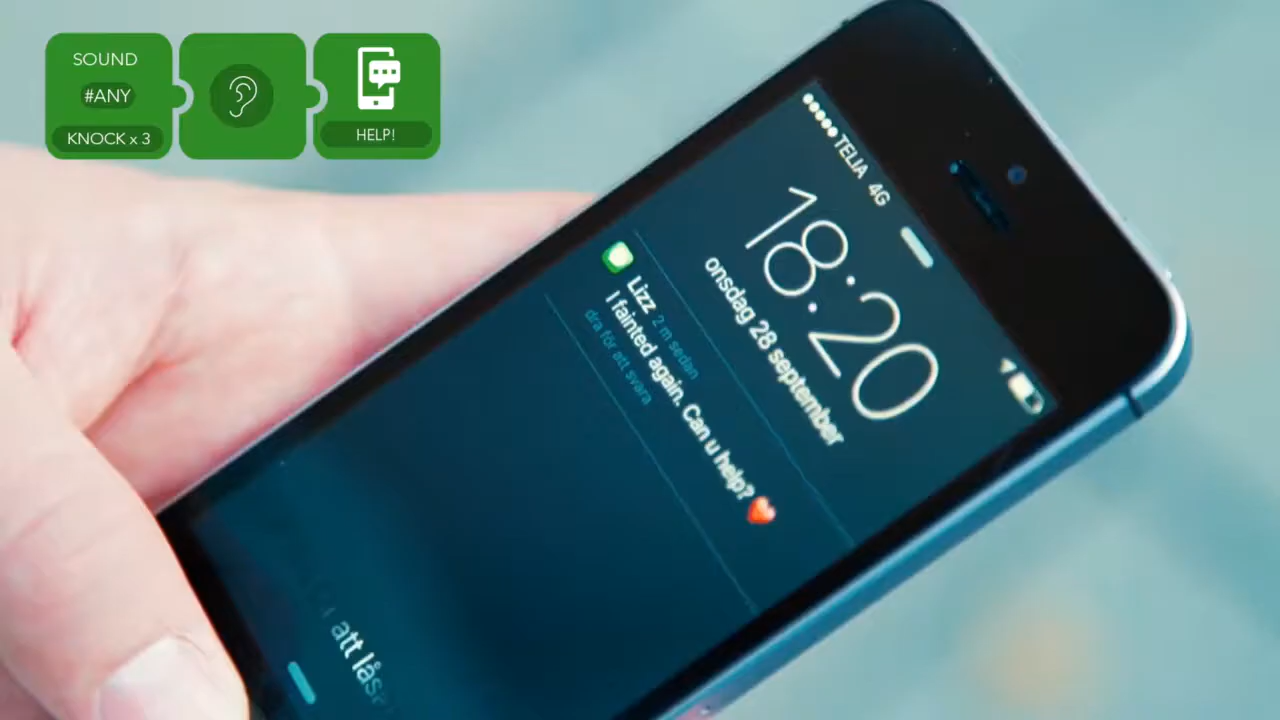 SOUND
#ANY
KNOCK x 3
HELP!
TELIA 4G
18:20
onsdag 28 september
Lizz 2 m sedan
I fainted again. Can u help? ❤️
dra för att svara
att lås